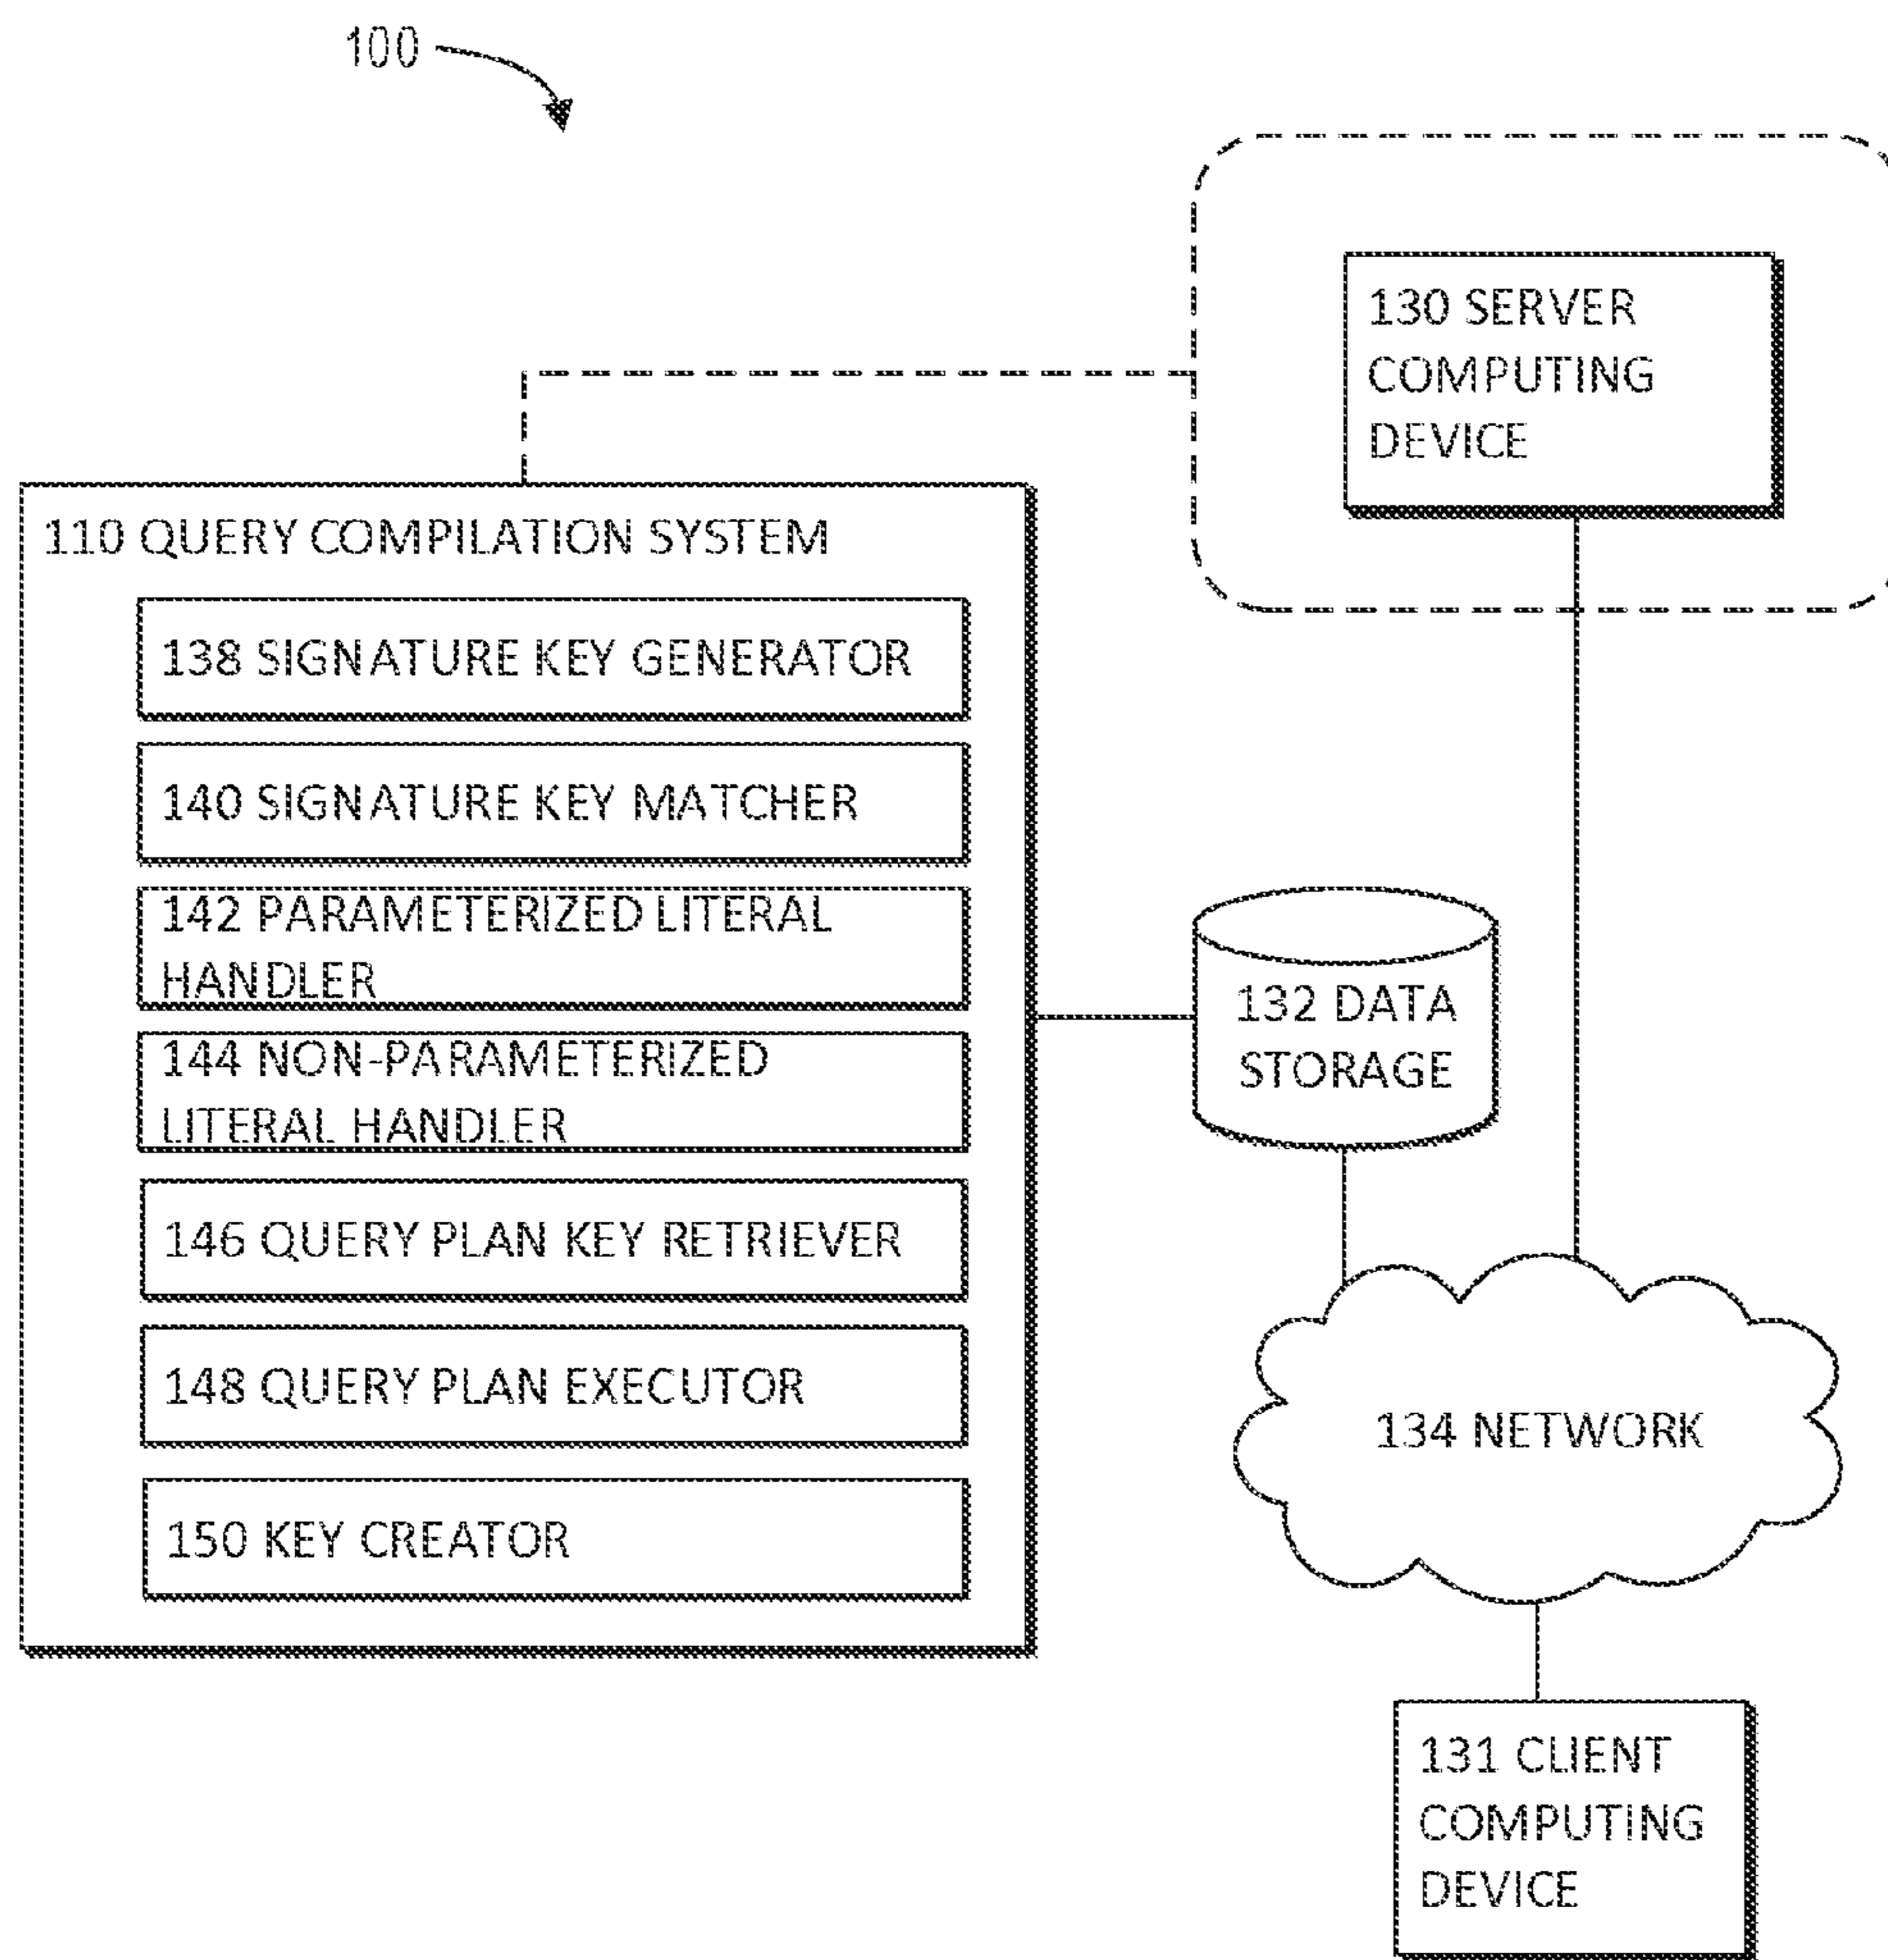 100
130 SERVER
COMPUTING
DEVICE
110 QUERY COMPILATION SYSTEM
138 SIGNATURE KEY GENERATOR
140 SIGNATURE KEY MATCHER
142 PARAMETERIZED LITERAL
HANDLER
144 NON-PARAMETERIZED
LITERAL HANDLER
146 QUERY PLAN KEY RETRIEVER
148 QUERY PLAN EXECUTOR
150 KEY CREATOR
132 DATA
STORAGE
134 NETWORK
131 CLIENT
COMPUTING
DEVICE